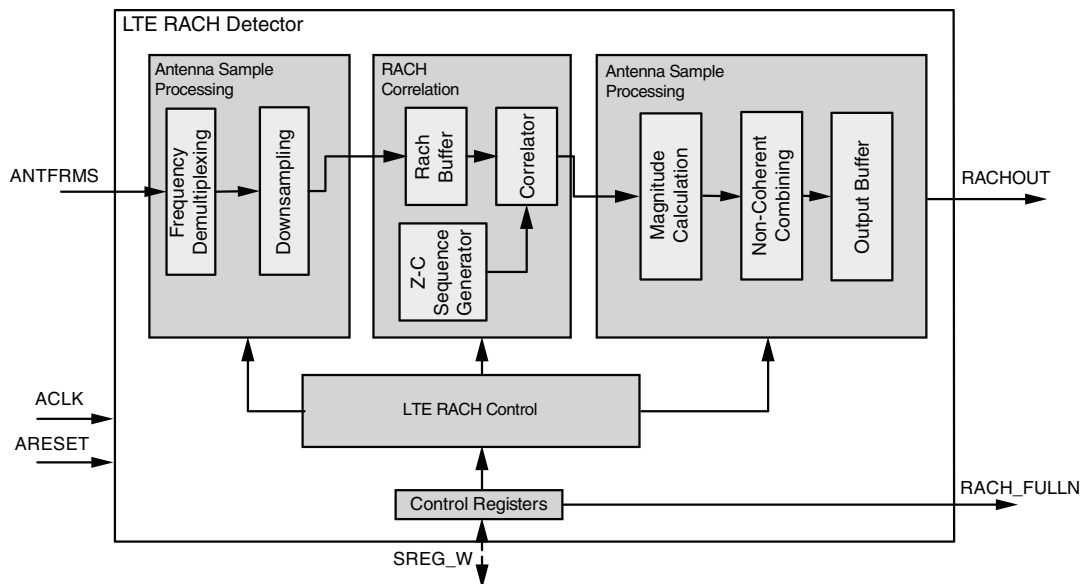 LTE RACH Detector
Antenna Sample
Processing
Frequency
Demultiplexing
Downsampling
RACH
Correlation
Rach
Buffer
Correlator
Z-C
Sequence
Generator
Antenna Sample
Processing
Magnitude
Calculation
Non-Coherent
Combining
Output Buffer
ANTFRMS
RACHOUT
LTE RACH Control
ACLK
ARESET
Control Registers
RACH_FULLN
SREG_W